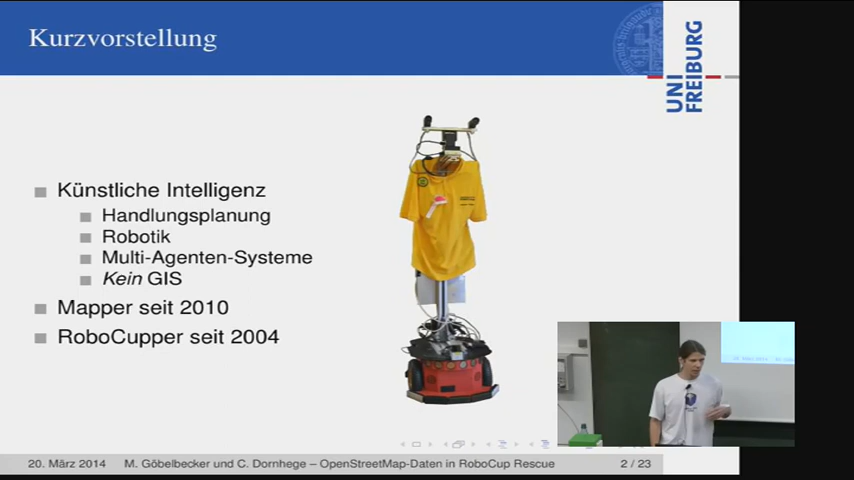 Kurzvorstellung
UNI
FREIBURG
Künstliche Intelligenz
Handlungsplanung
Robotik
Multi-Agenten-Systeme
Kein GIS
Mapper seit 2010
RoboCupper seit 2004
20. März 2014 M. Göbelbecker und C. Dornhege – OpenStreetMap-Daten in RoboCup Rescue 2 / 23